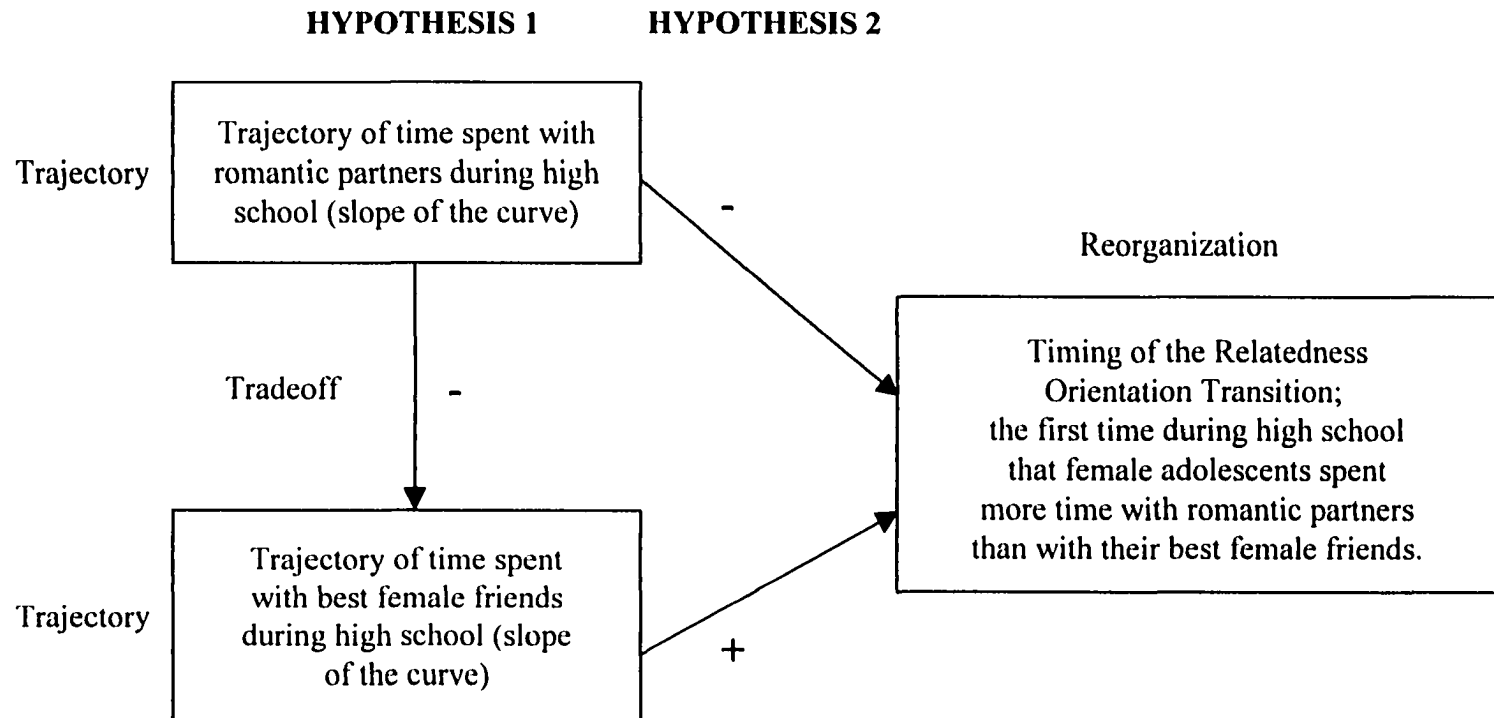 HYPOTHESIS 1 HYPOTHESIS 2
Trajectory
Trajectory of time spent with
romantic partners during high
school (slope of the curve)
-
Reorganization
Tradeoff
-
Timing of the Relatedness
Orientation Transition;
the first time during high school
that female adolescents spent
more time with romantic partners
than with their best female friends.
Trajectory
Trajectory of time spent
with best female friends
during high school (slope
of the curve)
+